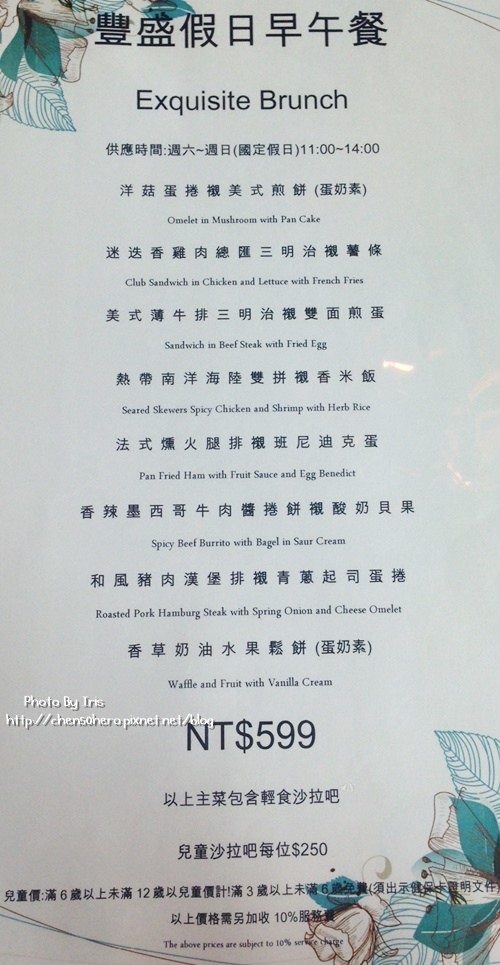 豐盛假日早午餐
Exquisite Brunch
供應時間:週六~週日(國定假日)11:00~14:00
洋菇蛋捲襯美式煎餅 (蛋奶素)
Omelet in Mushroom with Pan Cake
迷迭香雞肉總匯三明治襯薯條
Club Sandwich in Chicken and Lettuce with French Fries
美式薄牛排三明治襯雙面煎蛋
Sandwich in Beef Steak with Fried Egg
熱帶南洋海陸雙拼襯香米飯
Seared Skewers Spicy Chicken and Shrimp with Herb Rice
法式燻火腿排襯班尼迪克蛋
Pan Fried Ham with Fruit Sauce and Egg Benedict
香辣墨西哥牛肉醬捲餅襯酸奶貝果
Spicy Beef Burrito with Bagel in Saur Cream
和風豬肉漢堡排襯青蔥起司蛋捲
Roasted Pork Hamburg Steak with Spring Onion and Cheese Omelet
香草奶油水果鬆餅 (蛋奶素)
Waffle and Fruit with Vanilla Cream
Photo By Iris
http://chensohera.pixnet.net/blog
NT$599
以上主菜包含輕食沙拉吧
兒童沙拉吧每位$250
兒童價:滿6歲以上未滿12歲以兒童價計!滿3歲以上未滿6歲免費(須出示健保卡證明文件)
以上價格需另加收 10%服務費
The above prices are subject to 10% service charge